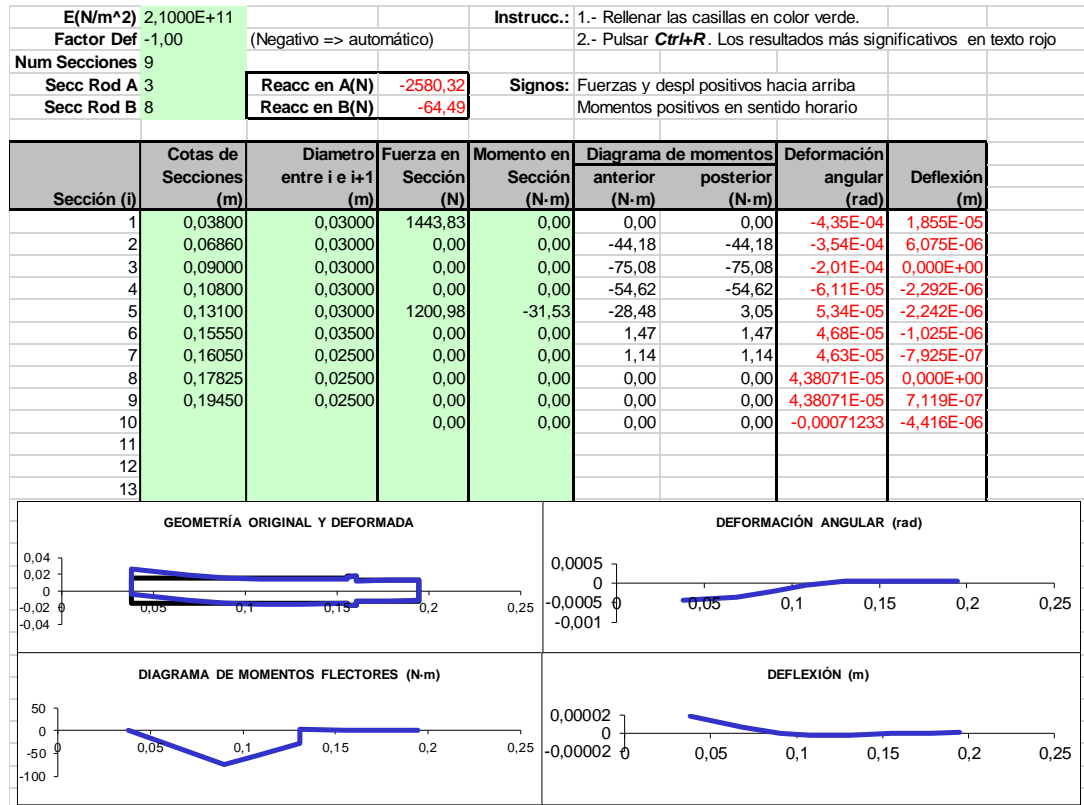 E(N/m^2) 2,1000E+11 Instrucc.: 1.- Rellenar las casillas en color verde.
Factor Def -1,00 (Negativo => automático) 2.- Pulsar Ctrl+R. Los resultados más significativos en texto rojo
Num Secciones 9
Secc Rod A 3 Reacc en A(N) -2580,32 Signos: Fuerzas y despl positivos hacia arriba
Secc Rod B 8 Reacc en B(N) -64,49 Momentos positivos en sentido horario
Cotas de Diametro Fuerza en Momento en Diagrama de momentos Deformación
Secciones entre i e i+1 Sección Sección anterior posterior angular Deflexión
Sección (i) (m) (m) (N) (N·m) (N·m) (N·m) (rad) (m)
1 0,03800 0,03000 1443,83 0,00 0,00 0,00 -4,35E-04 1,855E-05
2 0,06860 0,03000 0,00 0,00 -44,18 -44,18 -3,54E-04 6,075E-06
3 0,09000 0,03000 0,00 0,00 -75,08 -75,08 -2,01E-04 0,000E+00
4 0,10800 0,03000 0,00 0,00 -54,62 -54,62 -6,11E-05 -2,292E-06
5 0,13100 0,03000 1200,98 -31,53 -28,48 3,05 5,34E-05 -2,242E-06
6 0,15550 0,03500 0,00 0,00 1,47 1,47 4,68E-05 -1,025E-06
7 0,16050 0,02500 0,00 0,00 1,14 1,14 4,63E-05 -7,925E-07
8 0,17825 0,02500 0,00 0,00 0,00 0,00 4,38071E-05 0,000E+00
9 0,19450 0,02500 0,00 0,00 0,00 0,00 4,38071E-05 7,119E-07
10 0,00 0,00 0,00 0,00 -0,00071233 -4,416E-06
11
12
13
GEOMETRÍA ORIGINAL Y DEFORMADA
0,04
0,02
0
-0,02
-0,04
0 0,05 0,1 0,15 0,2 0,25
DEFORMACIÓN ANGULAR (rad)
0,0005
0
-0,0005
-0,001
0 0,05 0,1 0,15 0,2 0,25
DIAGRAMA DE MOMENTOS FLECTORES (N·m)
50
0
-50
-100
0 0,05 0,1 0,15 0,2 0,25
DEFLEXIÓN (m)
0,00002
0
-0,00002
0 0,05 0,1 0,15 0,2 0,25